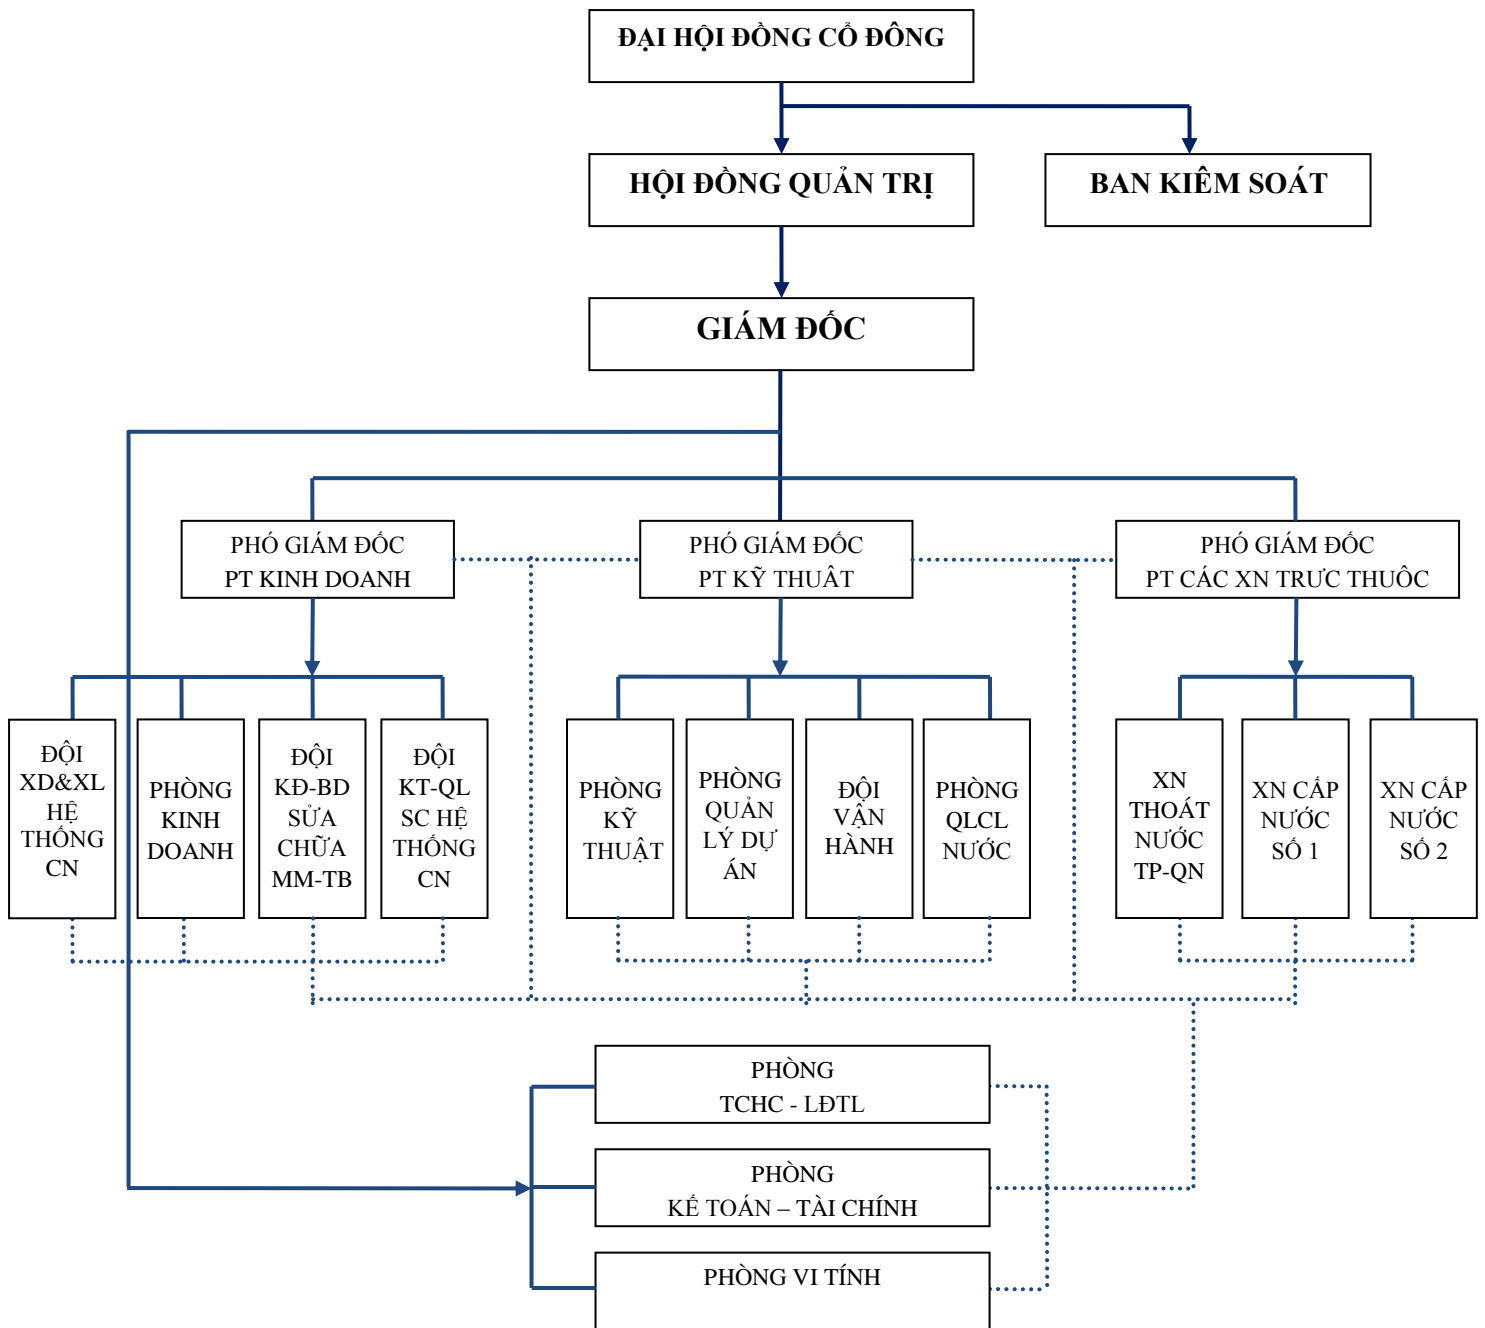 ĐẠI HỘI ĐỒNG CỔ ĐÔNG
HỘI ĐỒNG QUẢN TRỊ
BAN KIÊM SOÁT
GIÁM ĐỐC
PHÓ GIÁM ĐỐC
PT KINH DOANH
PHÓ GIÁM ĐỐC
PT KỸ THUÂT
PHÓ GIÁM ĐỐC
PT CÁC XN TRƯC THUÔC
ĐỘI
XD&XL
HỆ
THỐNG
CN
PHÒNG
KINH
DOANH
ĐỘI
KĐ-BD
SỬA
CHỮA
MM-TB
ĐỘI
KT-QL
SC HỆ
THỐNG
CN
PHÒNG
KỸ
THUẬT
PHÒNG
QUẢN
LÝ DỰ
ÁN
ĐỘI
VẬN
HÀNH
PHÒNG
QLCL
NƯỚC
XN
THOÁT
NƯỚC
TP-QN
XN CẤP
NƯỚC
SỐ 1
XN CẤP
NƯỚC
SỐ 2
PHÒNG
TCHC - LĐTL
PHÒNG
KẾ TOÁN – TÀI CHÍNH
PHÒNG VI TÍNH